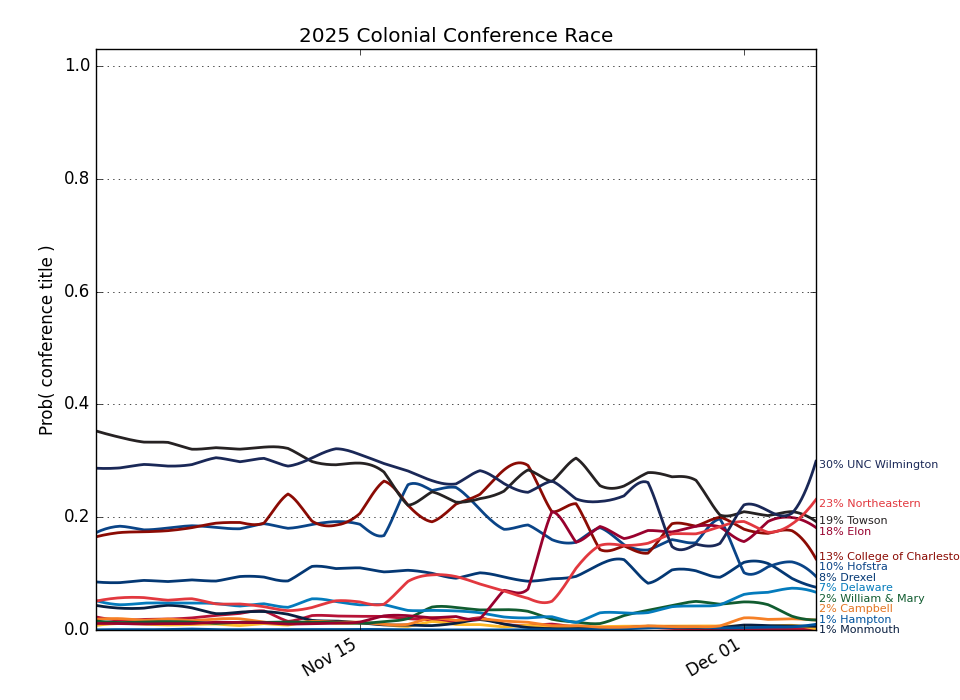 2025 Colonial Conference Race
Prob( conference title )
1.0
0.8
0.6
0.4
0.2
0.0
Nov 15
Dec 01
30% UNC Wilmington
23% Northeastern
19% Towson
18% Elon
13% College of Charlesto
10% Hofstra
8% Drexel
7% Delaware
2% William & Mary
2% Campbell
1% Hampton
1% Monmouth